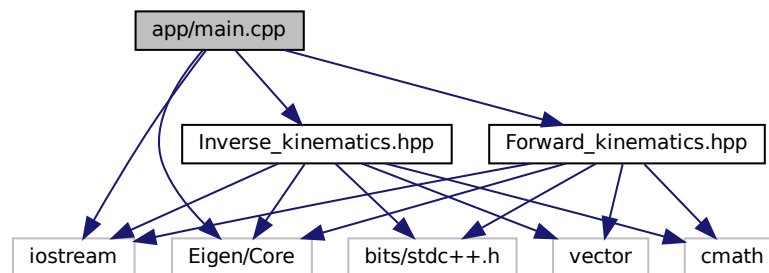 app/main.cpp
Inverse_kinematics.hpp
Forward_kinematics.hpp
iostream
Eigen/Core
bits/stdc++.h
vector
cmath